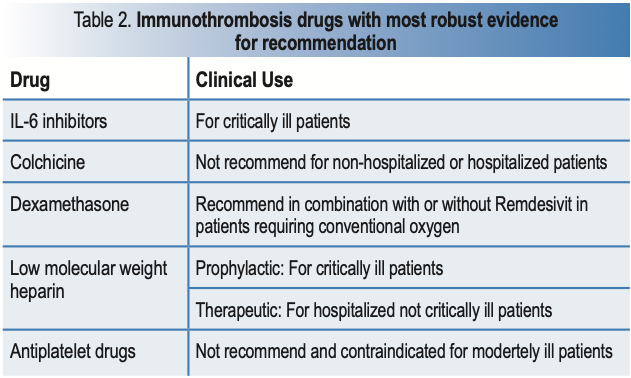 Table 2. Immunothrombosis drugs with most robust evidence
for recommendation
Drug
Clinical Use
IL-6 inhibitors
For critically ill patients
Colchicine
Not recommend for non-hospitalized or hospitalized patients
Dexamethasone
Recommend in combination with or without Remdesivit in
patients requiring conventional oxygen
Low molecular weight
heparin
Prophylactic: For critically ill patients
Therapeutic: For hospitalized not critically ill patients
Antiplatelet drugs
Not recommend and contraindicated for modertely ill patients